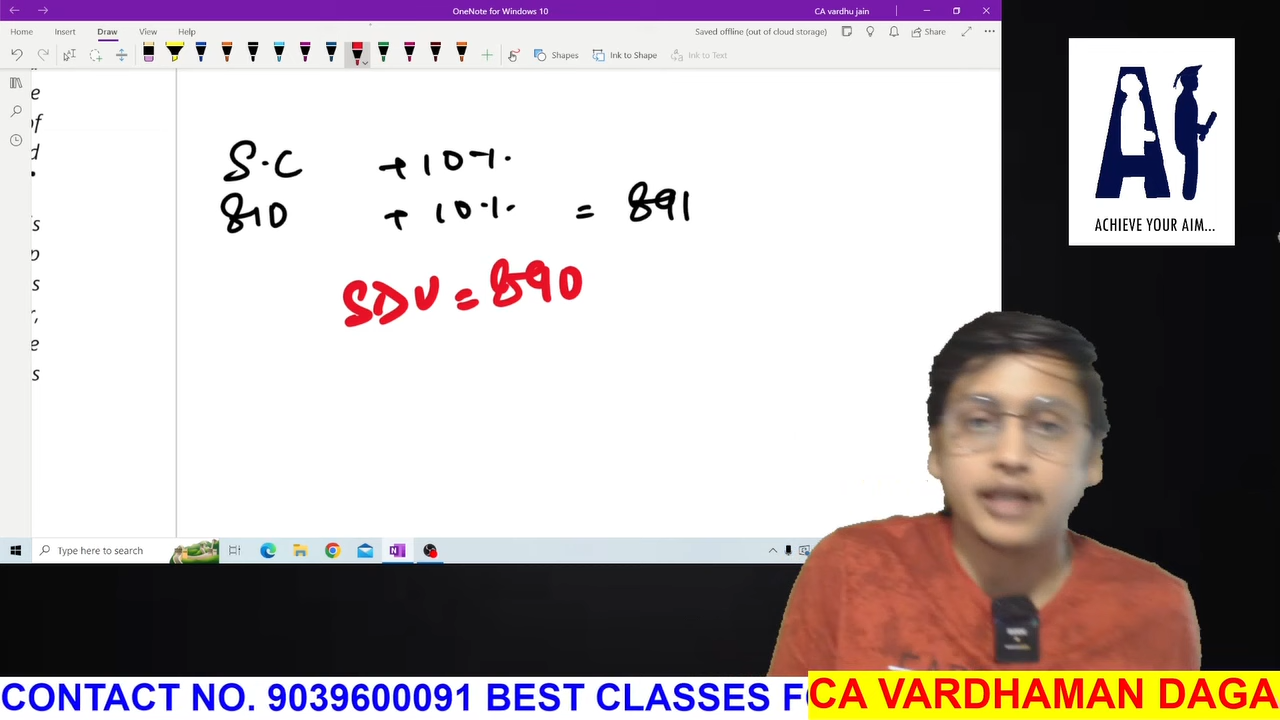 OneNote for Windows 10
CA vardhu jain
Home Insert Draw View Help
Saved offline (out of cloud storage)
Share
Shapes
Ink to Shape
Ink to Text
e
of
d
s
p
s
r,
e
s
S.C + 10%.
810 + 10%. = 891
SDV = 890
AI
ACHIEVE YOUR AIM...
Type here to search
CONTACT NO. 9039600091 BEST CLASSES F
CA VARDHAMAN DAGA